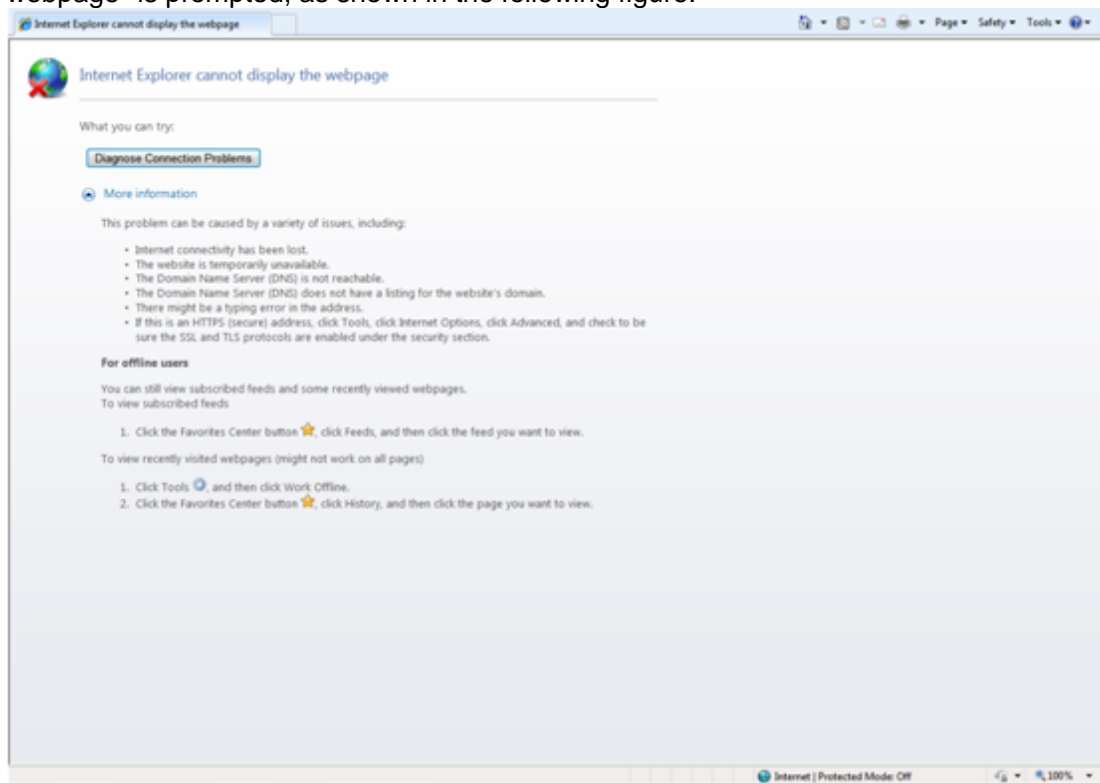 webpage" is prompted, as shown in the following figure.
Internet Explorer cannot display the webpage
Page
Safety
Tools
Internet Explorer cannot display the webpage
What you can try:
Diagnose Connection Problems
More information
This problem can be caused by a variety of issues, including:
• Internet connectivity has been lost.
• The website is temporarily unavailable.
• The Domain Name Server (DNS) is not reachable.
• The Domain Name Server (DNS) does not have a listing for the website's domain.
• There might be a typing error in the address.
• If this is an HTTPS (secure) address, click Tools, click Internet Options, click Advanced, and check to be
sure the SSL and TLS protocols are enabled under the security section.
For offline users
You can still view subscribed feeds and some recently viewed webpages.
To view subscribed feeds
1. Click the Favorites Center button , click Feeds, and then click the feed you want to view.
To view recently visited webpages (might not work on all pages)
1. Click Tools , and then click Work Offline.
2. Click the Favorites Center button , click History, and then click the page you want to view.
Internet | Protected Mode: Off
100%